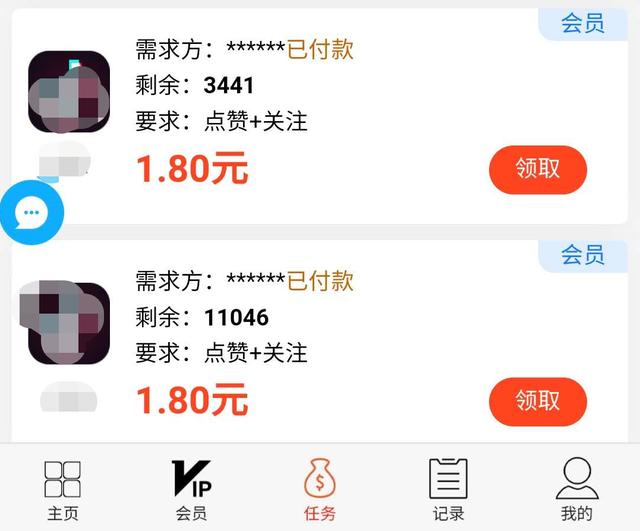 会员
需求方：******已付款
剩余：3441
要求：点赞+关注
1.80元
领取
会员
需求方：******已付款
剩余：11046
要求：点赞+关注
1.80元
领取
VIP
主页
会员
任务
记录
我的